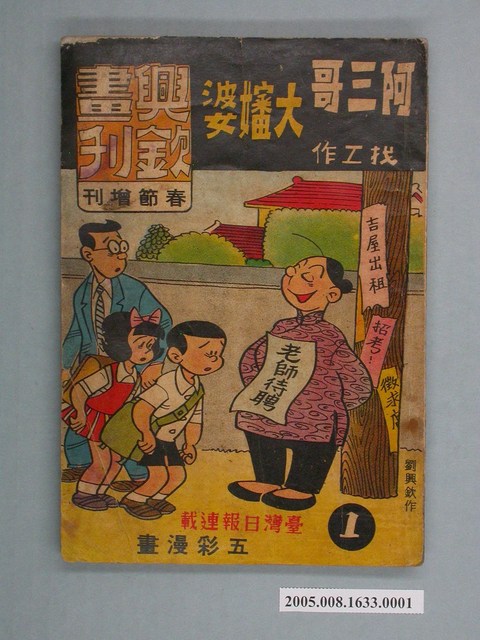 阿三哥
大嬸婆
找工作
興欽
畫刊
春節增刊
吉屋出租
招考！
徵求
老師待聘
劉興欽作
臺灣日報連載
五彩漫畫
1
2005.008.1633.0001